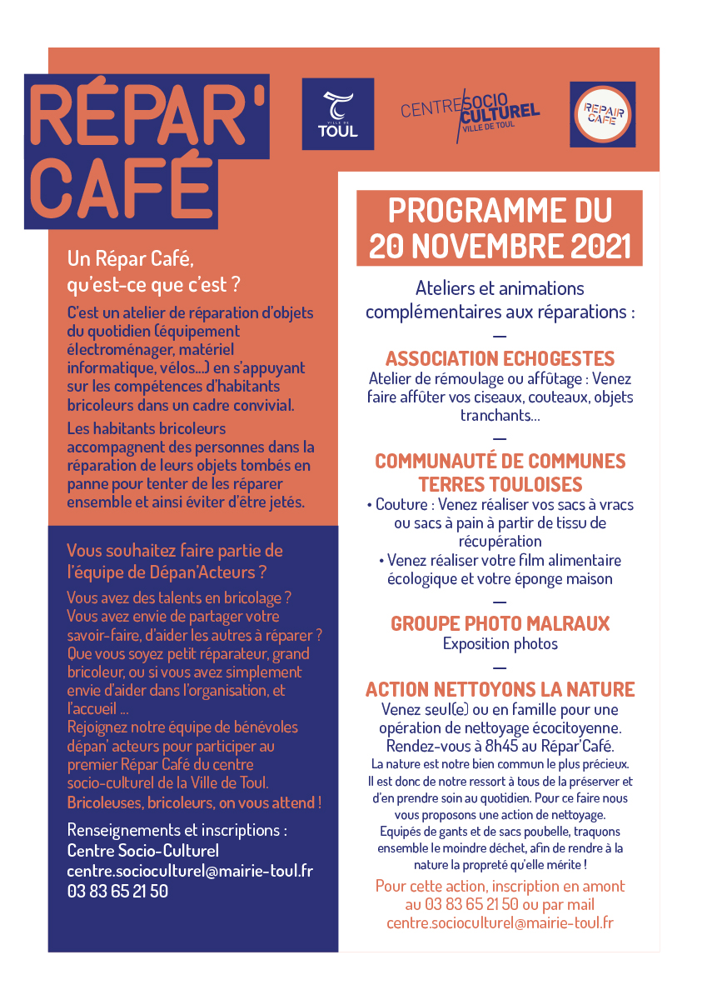 RÉPAR'
CAFÉ
VILLE DE
TOUL
CENTRE SOCIO
CULTUREL
VILLE DE TOUL
REPAIR
CAFE
Un Répar Café,
qu'est-ce que c'est ?
C'est un atelier de réparation d'objets
du quotidien (équipement
électroménager, matériel
informatique, vélos...) en s'appuyant
sur les compétences d'habitants
bricoleurs dans un cadre convivial.
Les habitants bricoleurs
accompagnent des personnes dans la
réparation de leurs objets tombés en
panne pour tenter de les réparer
ensemble et ainsi éviter d'être jetés.
Vous souhaitez faire partie de
l'équipe de Dépan'Acteurs ?
Vous avez des talents en bricolage ?
Vous avez envie de partager votre
savoir-faire, d'aider les autres à réparer ?
Que vous soyez petit réparateur, grand
bricoleur, ou si vous avez simplement
envie d'aider dans l'organisation, et
l'accueil ...
Rejoignez notre équipe de bénévoles
dépan' acteurs pour participer au
premier Répar Café du centre
socio-culturel de la Ville de Toul.
Bricoleuses, bricoleurs, on vous attend !
Renseignements et inscriptions :
Centre Socio-Culturel
centre.socioculturel@mairie-toul.fr
03 83 65 21 50
PROGRAMME DU
20 NOVEMBRE 2021
Ateliers et animations
complémentaires aux réparations :
—
ASSOCIATION ECHOGESTES
Atelier de rémoulage ou affûtage : Venez
faire affûter vos ciseaux, couteaux, objets
tranchants...
—
COMMUNAUTÉ DE COMMUNES
TERRES TOULOISES
• Couture : Venez réaliser vos sacs à vracs
ou sacs à pain à partir de tissu de
récupération
• Venez réaliser votre film alimentaire
écologique et votre éponge maison
—
GROUPE PHOTO MALRAUX
Exposition photos
—
ACTION NETTOYONS LA NATURE
Venez seul(e) ou en famille pour une
opération de nettoyage écocitoyenne.
Rendez-vous à 8h45 au Répar'Café.
La nature est notre bien commun le plus précieux.
Il est donc de notre ressort à tous de la préserver et
d'en prendre soin au quotidien. Pour ce faire nous
vous proposons une action de nettoyage.
Equipés de gants et de sacs poubelle, traquons
ensemble le moindre déchet, afin de rendre à la
nature la propreté qu'elle mérite !
Pour cette action, inscription en amont
au 03 83 65 21 50 ou par mail
centre.socioculturel@mairie-toul.fr